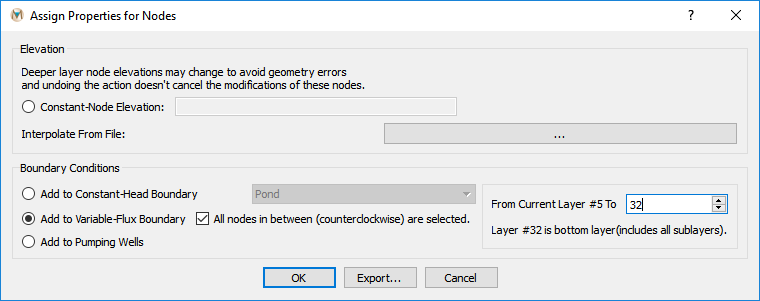 Assign Properties for Nodes
Elevation
Deeper layer node elevations may change to avoid geometry errors
and undoing the action doesn't cancel the modifications of these nodes.
Constant-Node Elevation:
Interpolate From File: ...
Boundary Conditions
Add to Constant-Head Boundary Pond
Add to Variable-Flux Boundary All nodes in between (counterclockwise) are selected.
Add to Pumping Wells
From Current Layer #5 To 32
Layer #32 is bottom layer(includes all sublayers).
OK Export... Cancel